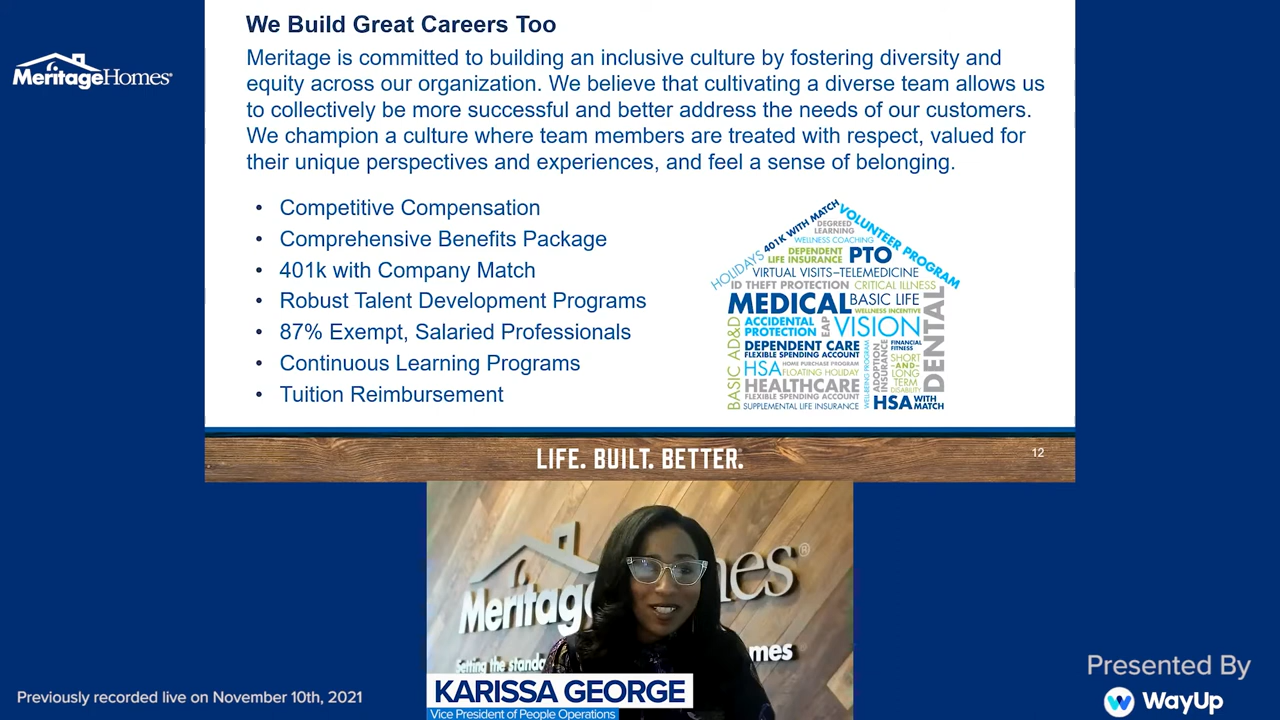 We Build Great Careers Too
MeritageHomes®
Meritage is committed to building an inclusive culture by fostering diversity and
equity across our organization. We believe that cultivating a diverse team allows us
to collectively be more successful and better address the needs of our customers.
We champion a culture where team members are treated with respect, valued for
their unique perspectives and experiences, and feel a sense of belonging.
• Competitive Compensation
• Comprehensive Benefits Package
• 401k with Company Match
• Robust Talent Development Programs
• 87% Exempt, Salaried Professionals
• Continuous Learning Programs
• Tuition Reimbursement
HOLIDAYS
401K WITH MATCH
VOLUNTEER PROGRAM
DEGREED
LEARNING
WELLNESS COACHING
DEPENDENT
LIFE INSURANCE
PTO
VIRTUAL VISITS–TELEMEDICINE
ID THEFT PROTECTION
CRITICAL ILLNESS
MEDICAL
BASIC LIFE
WELLNESS INCENTIVE
DENTAL
BASIC AD&D
ACCIDENTAL
PROTECTION
EAP
VISION
DEPENDENT CARE
FLEXIBLE SPENDING ACCOUNT
HSA
HOME PURCHASE PROGRAM
FLOATING HOLIDAY
HEALTHCARE
FLEXIBLE SPENDING ACCOUNT
SUPPLEMENTAL LIFE INSURANCE
WELL-BEING PROGRAM
ADOPTION
INSURANCE
FINANCIAL
FITNESS
SHORT
-AND-
LONG
TERM
DISABILITY
HSA WITH
MATCH
LIFE. BUILT. BETTER.
12
Meritage
mes®
Setting the standa
mes
KARISSA GEORGE
Vice President of People Operations
Previously recorded live on November 10th, 2021
Presented By
WayUp